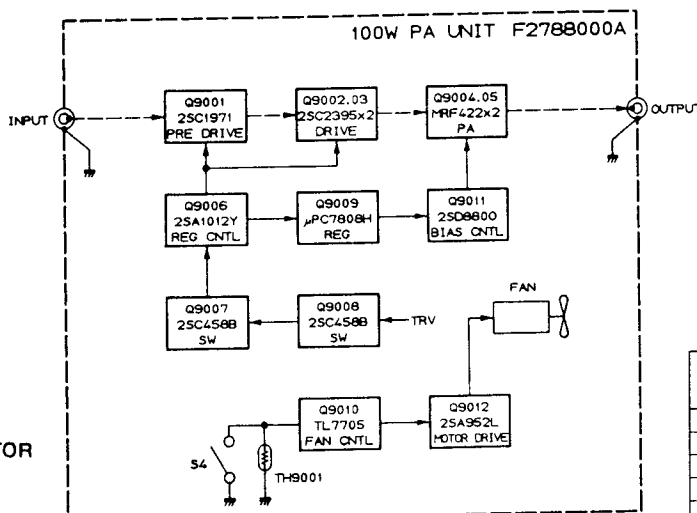 100W PA UNIT F2788000A
INPUT
Q9001
2SC1971
PRE DRIVE
Q9002.03
2SC2395x2
DRIVE
Q9004.05
MRF422x2
PA
OUTPUT
Q9006
2SA1012Y
REG CNTL
Q9009
μPC7808H
REG
Q9011
2SD880O
BIAS CNTL
Q9007
2SC458B
SW
Q9008
2SC458B
SW
TRV
FAN
Q9010
TL7705
FAN CNTL
Q9012
2SA952L
MOTOR DRIVE
TOR
S4
TH9001